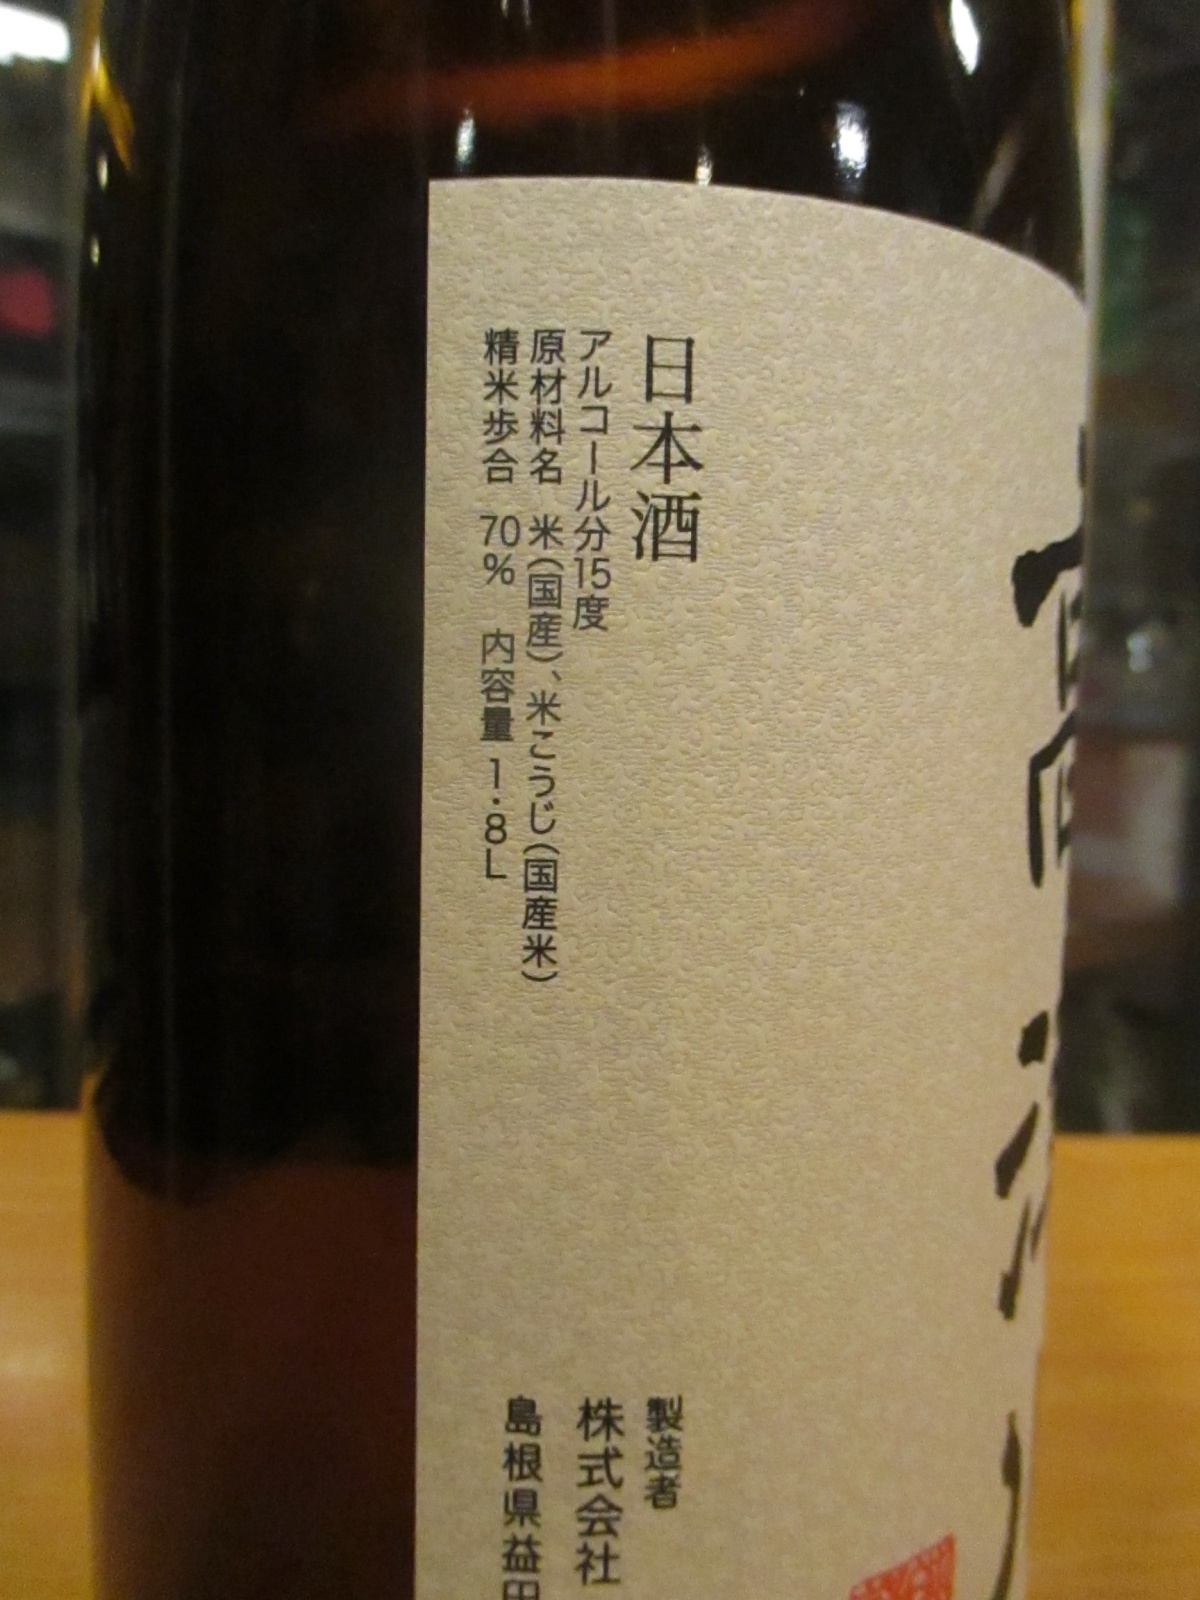 日本酒
アルコール分15度
原材料名 米(国産)、米こうじ(国産米)
精米歩合 70% 内容量 1.8L
製造者
株式会社
島根県益田